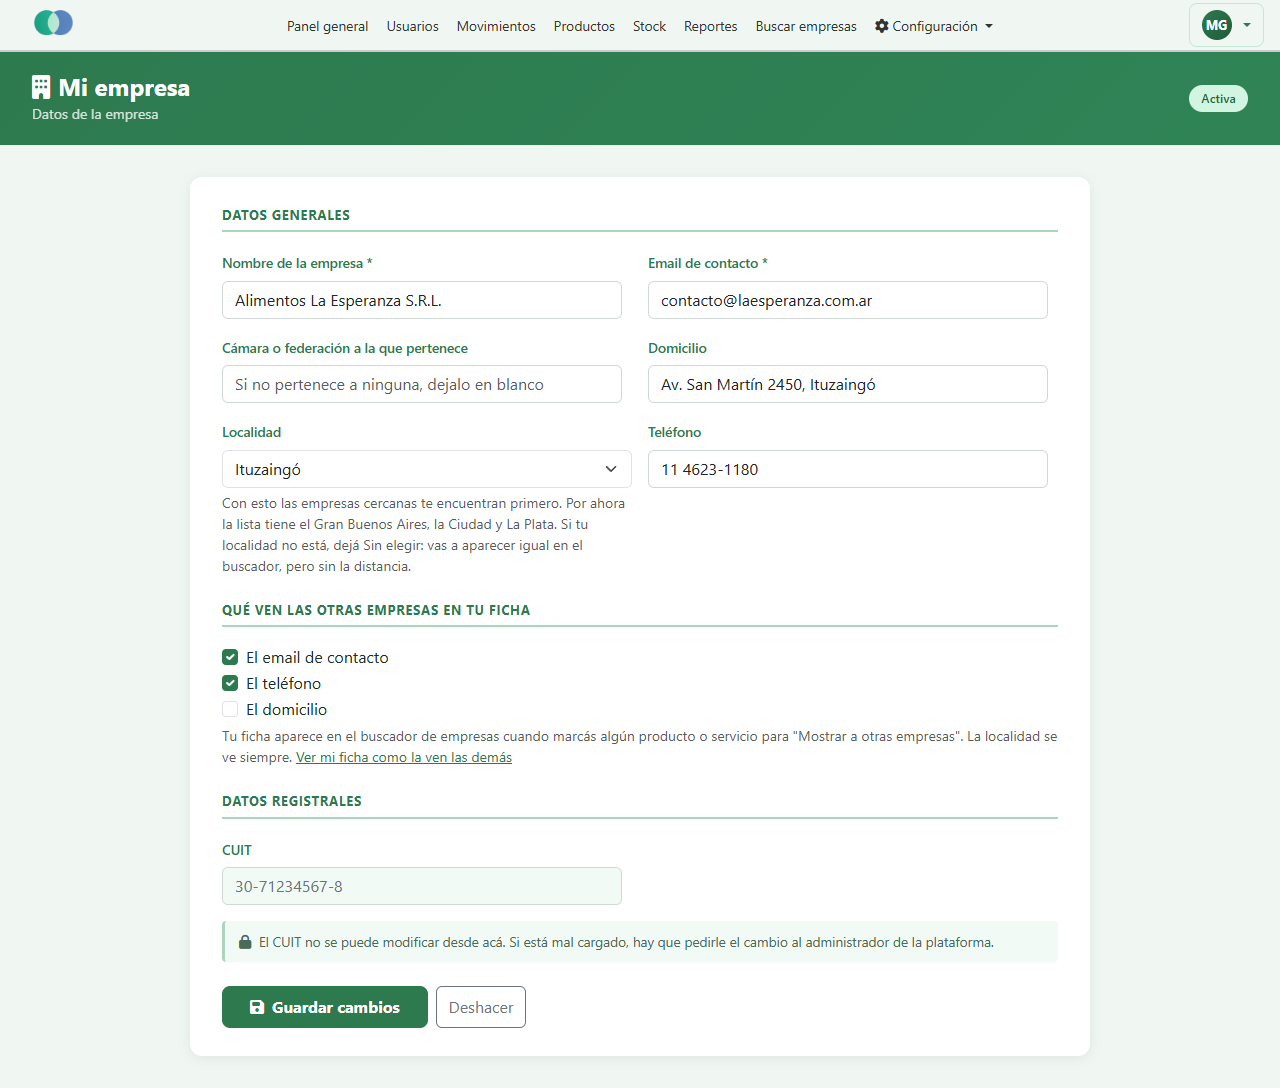 Panel general Usuarios Movimientos Productos Stock Reportes Buscar empresas Configuración MG
Mi empresa
Datos de la empresa
Activa
DATOS GENERALES
Nombre de la empresa * Email de contacto *
Alimentos La Esperanza S.R.L. contacto@laesperanza.com.ar
Cámara o federación a la que pertenece Domicilio
Si no pertenece a ninguna, dejalo en blanco Av. San Martín 2450, Ituzaingó
Localidad Teléfono
Ituzaingó 11 4623-1180
Con esto las empresas cercanas te encuentran primero. Por ahora
la lista tiene el Gran Buenos Aires, la Ciudad y La Plata. Si tu
localidad no está, dejá Sin elegir: vas a aparecer igual en el
buscador, pero sin la distancia.
QUÉ VEN LAS OTRAS EMPRESAS EN TU FICHA
El email de contacto
El teléfono
El domicilio
Tu ficha aparece en el buscador de empresas cuando marcás algún producto o servicio para "Mostrar a otras empresas". La localidad se
ve siempre. Ver mi ficha como la ven las demás
DATOS REGISTRALES
CUIT
30-71234567-8
El CUIT no se puede modificar desde acá. Si está mal cargado, hay que pedirle el cambio al administrador de la plataforma.
Guardar cambios Deshacer